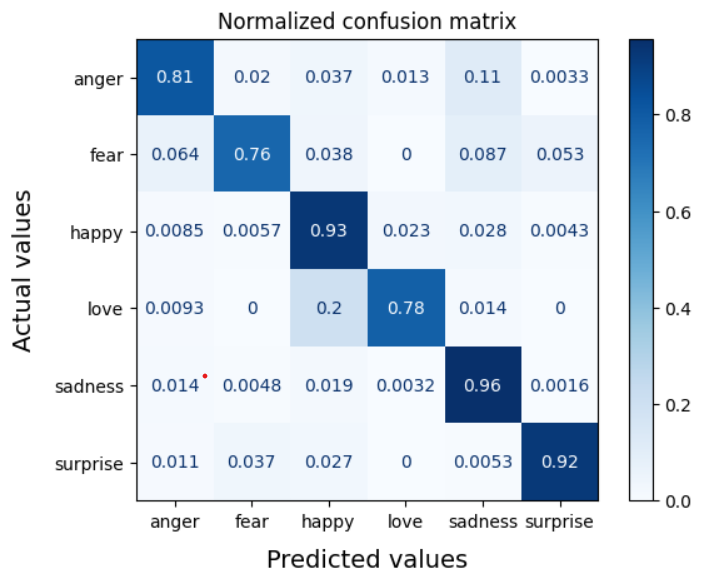 Normalized confusion matrix
anger 0.81 0.02 0.037 0.013 0.11 0.0033
fear 0.064 0.76 0.038 0 0.087 0.053
happy 0.0085 0.0057 0.93 0.023 0.028 0.0043
love 0.0093 0 0.2 0.78 0.014 0
sadness 0.014 0.0048 0.019 0.0032 0.96 0.0016
surprise 0.011 0.037 0.027 0 0.0053 0.92
anger fear happy love sadness surprise
Predicted values
Actual values
0.8
0.6
0.4
0.2
0.0